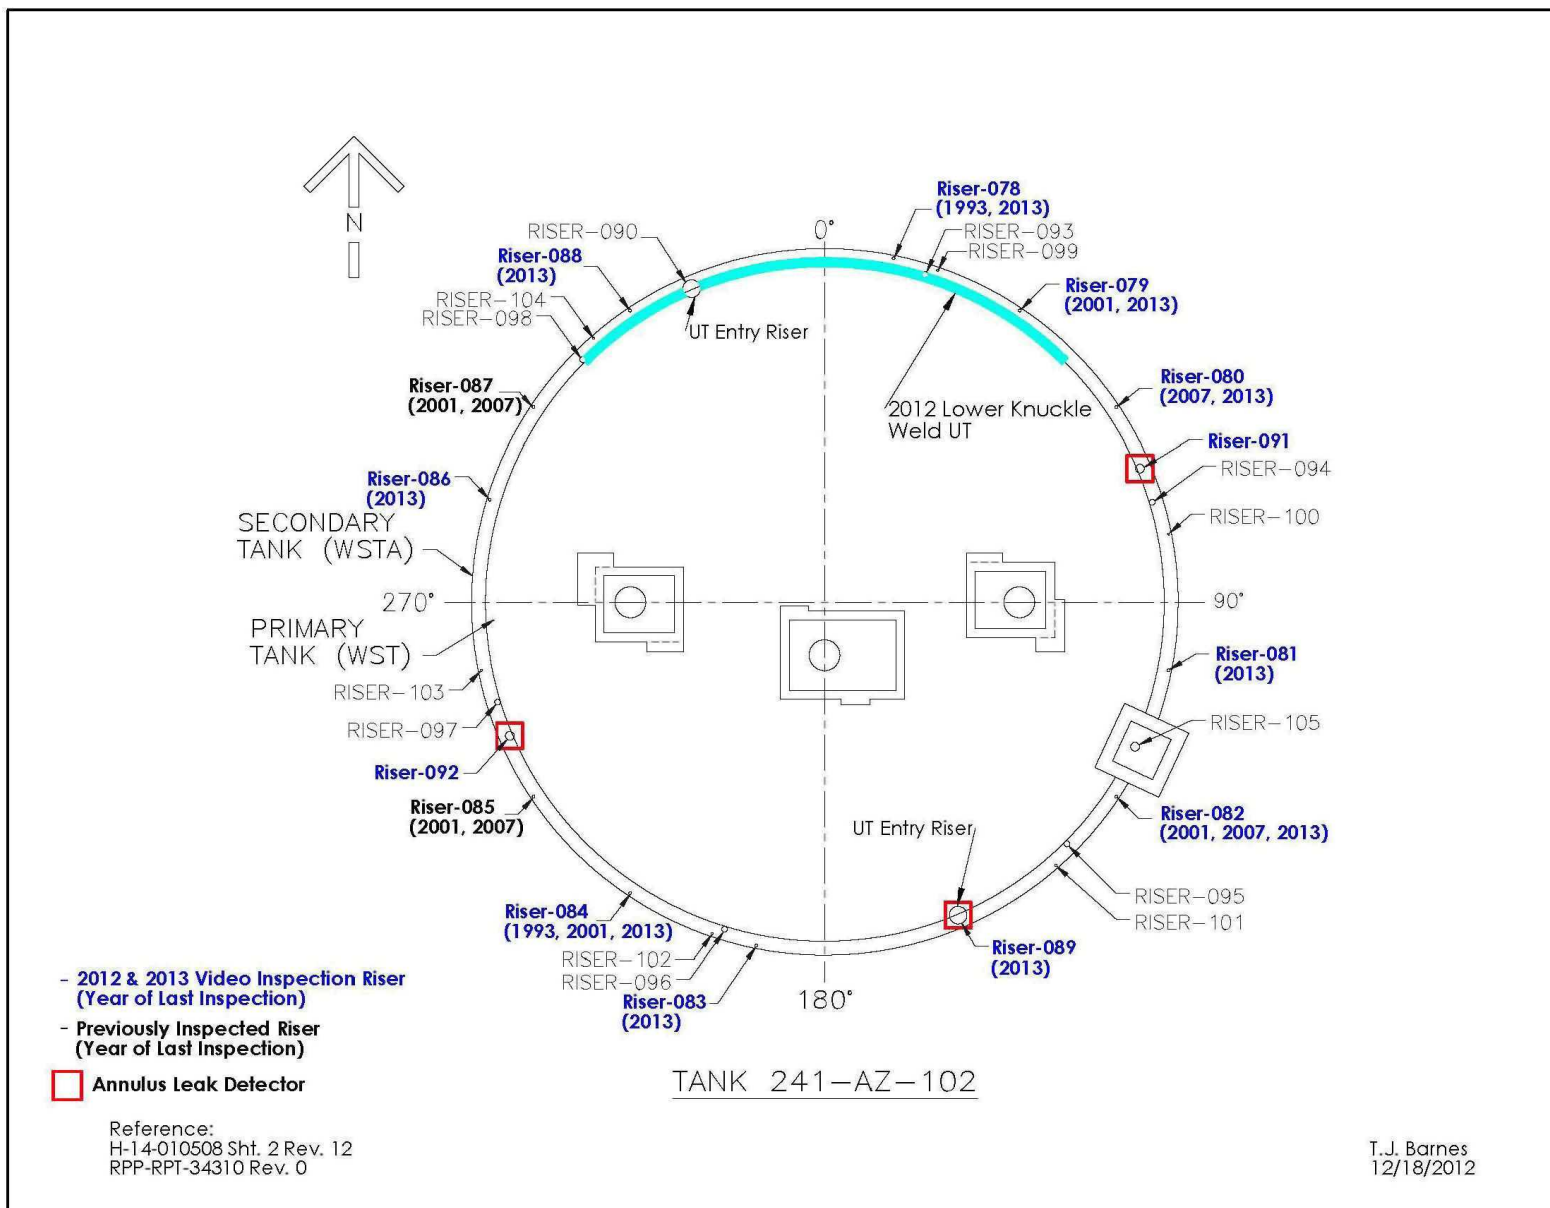 N
0°
Riser-078
(1993, 2013)
RISER-093
RISER-099
RISER-090
Riser-088
(2013)
RISER-104
RISER-098
UT Entry Riser
Riser-079
(2001, 2013)
Riser-087
(2001, 2007)
2012 Lower Knuckle
Weld UT
Riser-080
(2007, 2013)
Riser-091
RISER-094
RISER-100
Riser-086
(2013)
SECONDARY
TANK (WSTA)
270°
90°
PRIMARY
TANK (WST)
Riser-081
(2013)
RISER-103
RISER-097
RISER-105
Riser-092
Riser-085
(2001, 2007)
UT Entry Riser
Riser-082
(2001, 2007, 2013)
RISER-095
RISER-101
Riser-084
(1993, 2001, 2013)
RISER-102
RISER-096
Riser-083
(2013)
Riser-089
(2013)
180°
- 2012 & 2013 Video Inspection Riser
(Year of Last Inspection)
- Previously Inspected Riser
(Year of Last Inspection)
Annulus Leak Detector
TANK 241-AZ-102
Reference:
H-14-010508 Sht. 2 Rev. 12
RPP-RPT-34310 Rev. 0
T.J. Barnes
12/18/2012